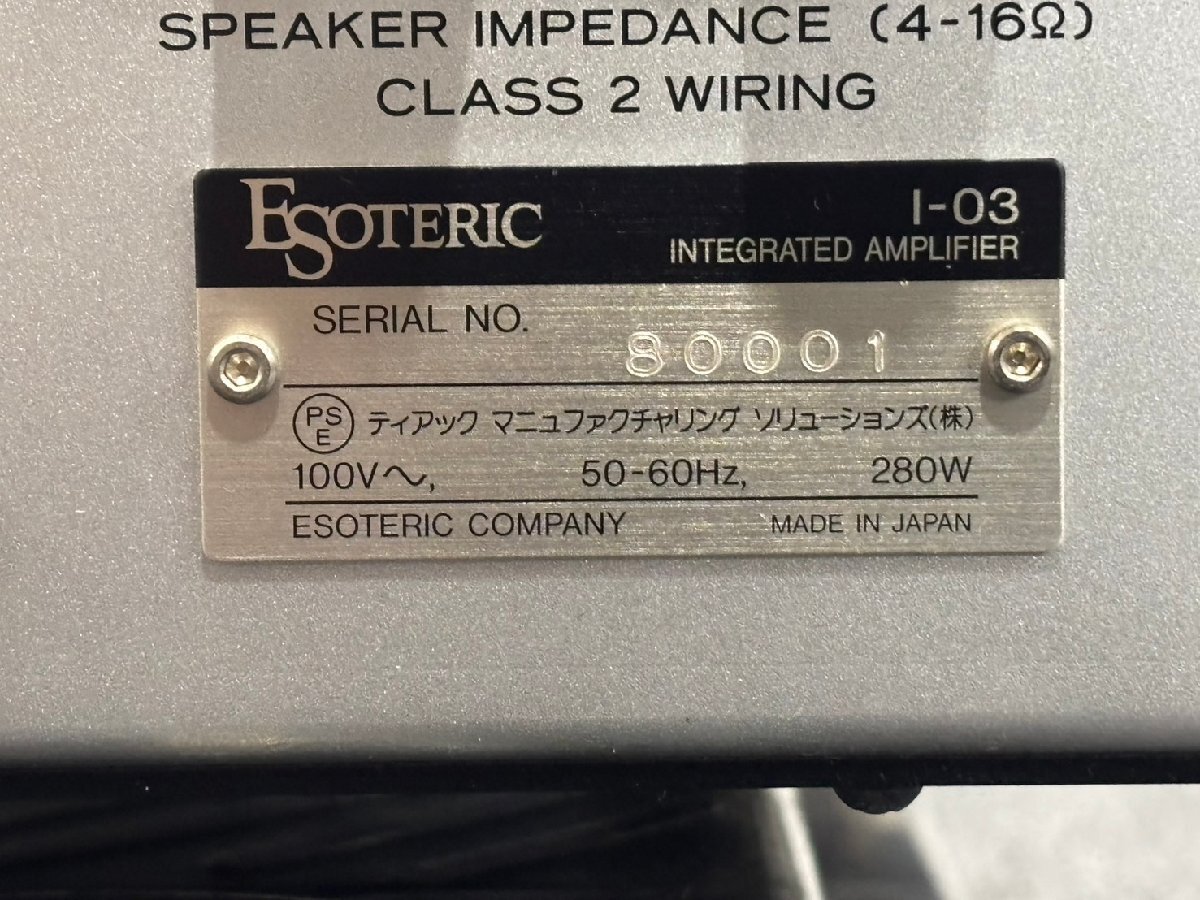 SPEAKER IMPEDANCE (4-16Ω)
CLASS 2 WIRING
ESOTERIC I-03
INTEGRATED AMPLIFIER
SERIAL NO. 80001
PSE ティアック マニュファクチャリング ソリューションズ(株)
100V～, 50-60Hz, 280W
ESOTERIC COMPANY MADE IN JAPAN